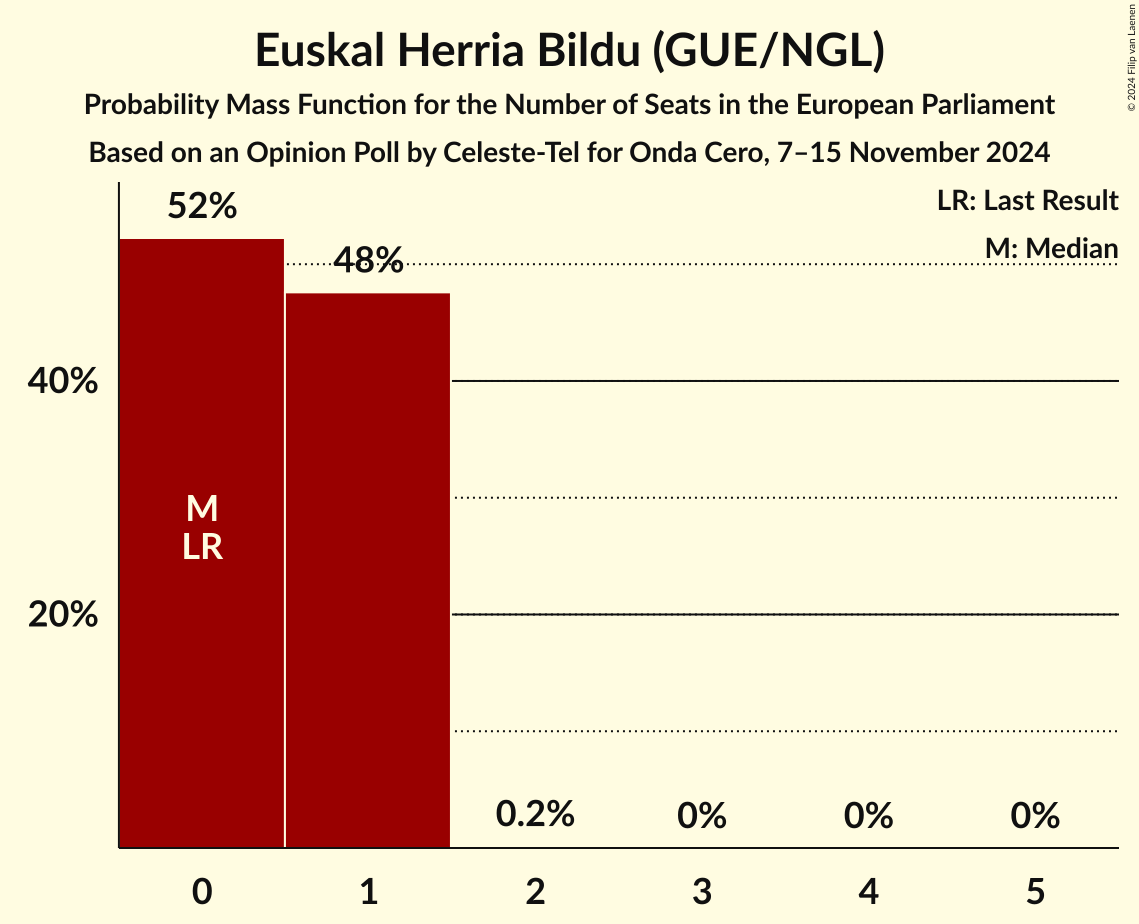 Euskal Herria Bildu (GUE/NGL)
Probability Mass Function for the Number of Seats in the European Parliament
Based on an Opinion Poll by Celeste-Tel for Onda Cero, 7–15 November 2024
© 2024 Filip van Laenen
LR: Last Result
M: Median
52%
48%
40%
20%
M
LR
0.2%
0%
0%
0%
0
1
2
3
4
5